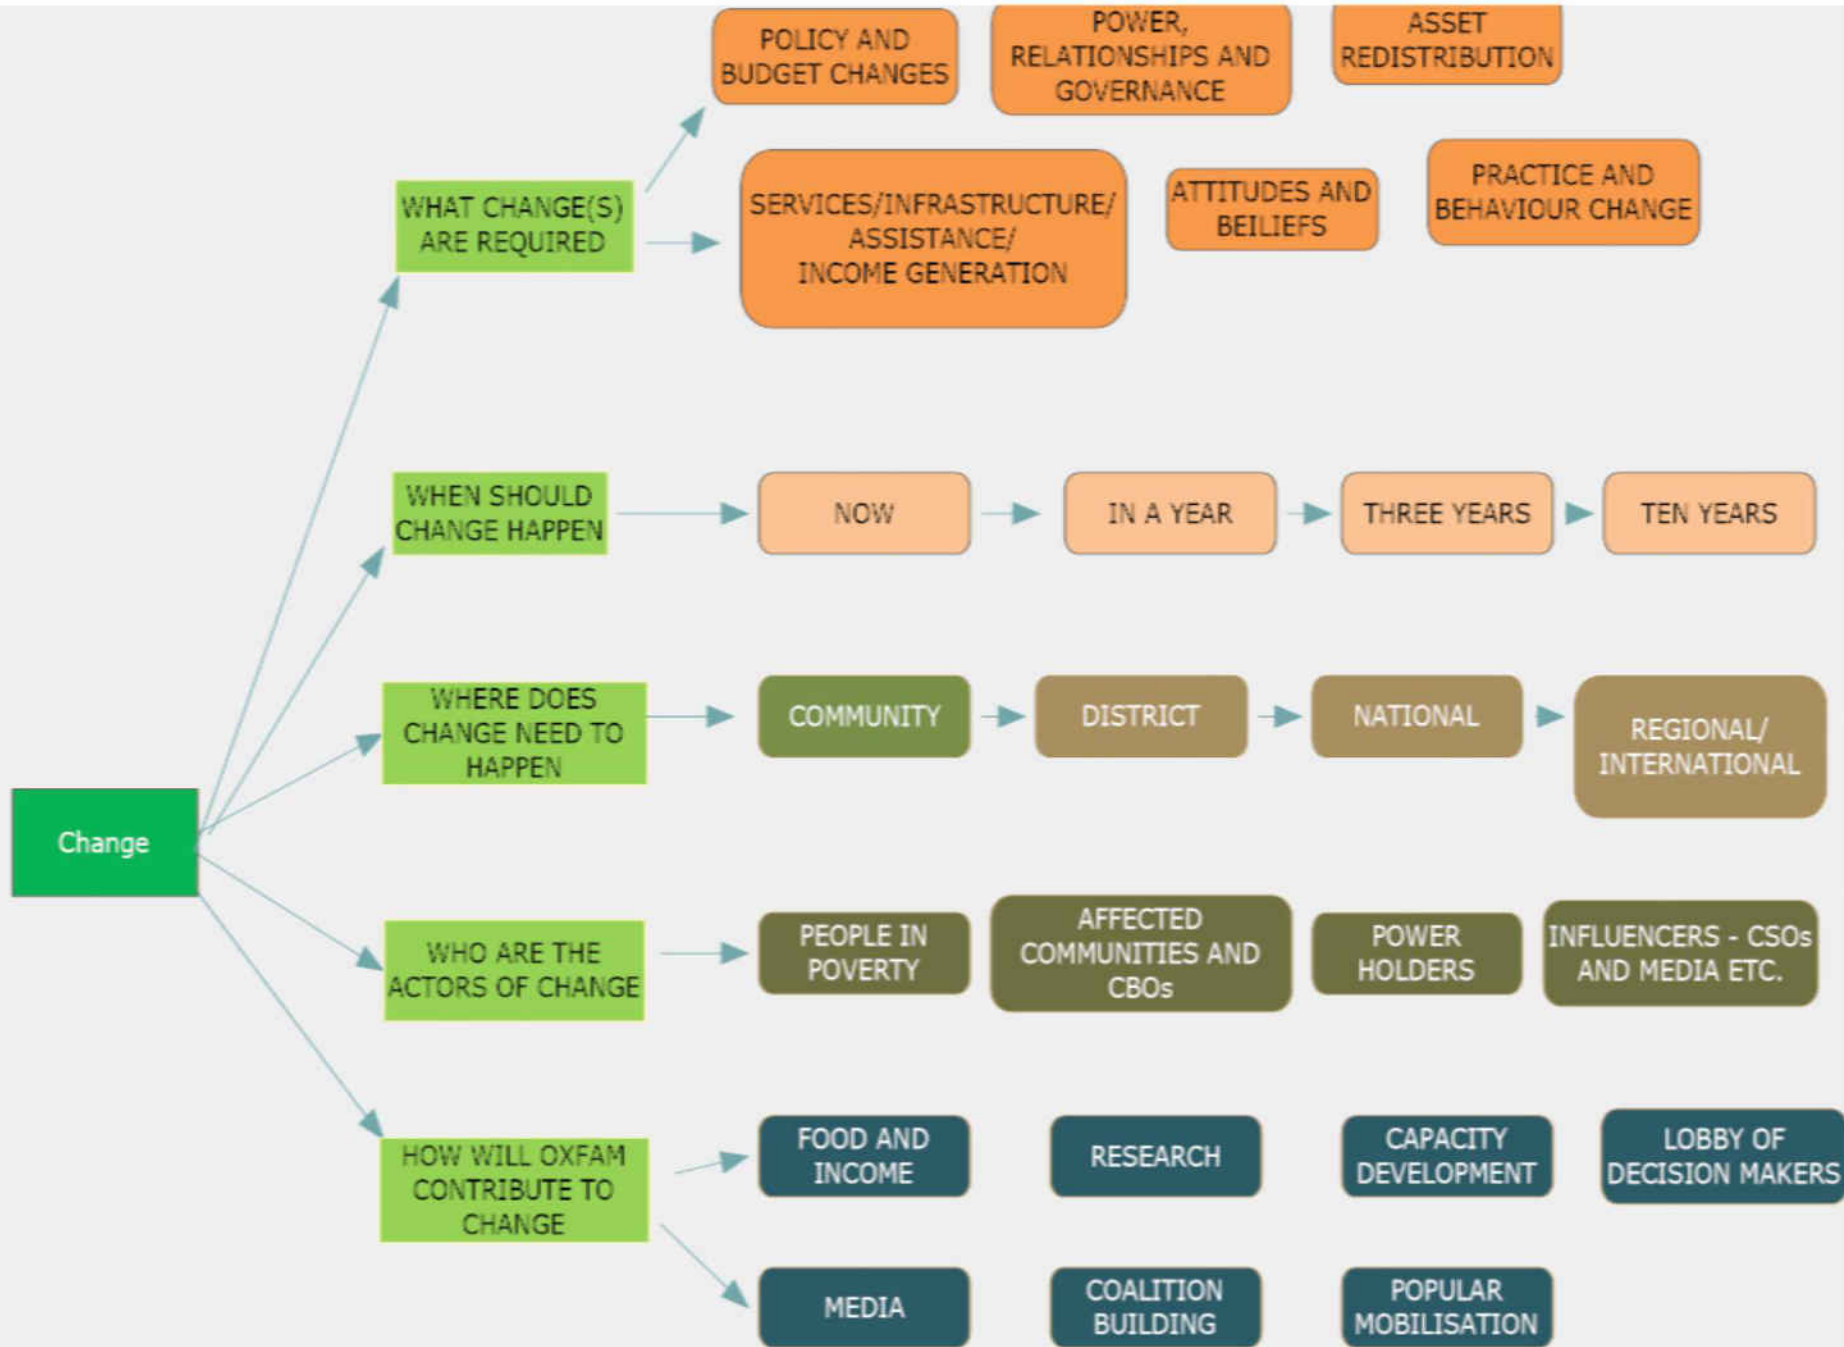 POLICY AND
BUDGET CHANGES
POWER,
RELATIONSHIPS AND
GOVERNANCE
ASSET
REDISTRIBUTION
WHAT CHANGE(S)
ARE REQUIRED
SERVICES/INFRASTRUCTURE/
ASSISTANCE/
INCOME GENERATION
ATTITUDES AND
BEILIEFS
PRACTICE AND
BEHAVIOUR CHANGE
WHEN SHOULD
CHANGE HAPPEN
NOW
IN A YEAR
THREE YEARS
TEN YEARS
WHERE DOES
CHANGE NEED TO
HAPPEN
COMMUNITY
DISTRICT
NATIONAL
REGIONAL/
INTERNATIONAL
Change
WHO ARE THE
ACTORS OF CHANGE
PEOPLE IN
POVERTY
AFFECTED
COMMUNITIES AND
CBOs
POWER
HOLDERS
INFLUENCERS - CSOs
AND MEDIA ETC.
HOW WILL OXFAM
CONTRIBUTE TO
CHANGE
FOOD AND
INCOME
RESEARCH
CAPACITY
DEVELOPMENT
LOBBY OF
DECISION MAKERS
MEDIA
COALITION
BUILDING
POPULAR
MOBILISATION